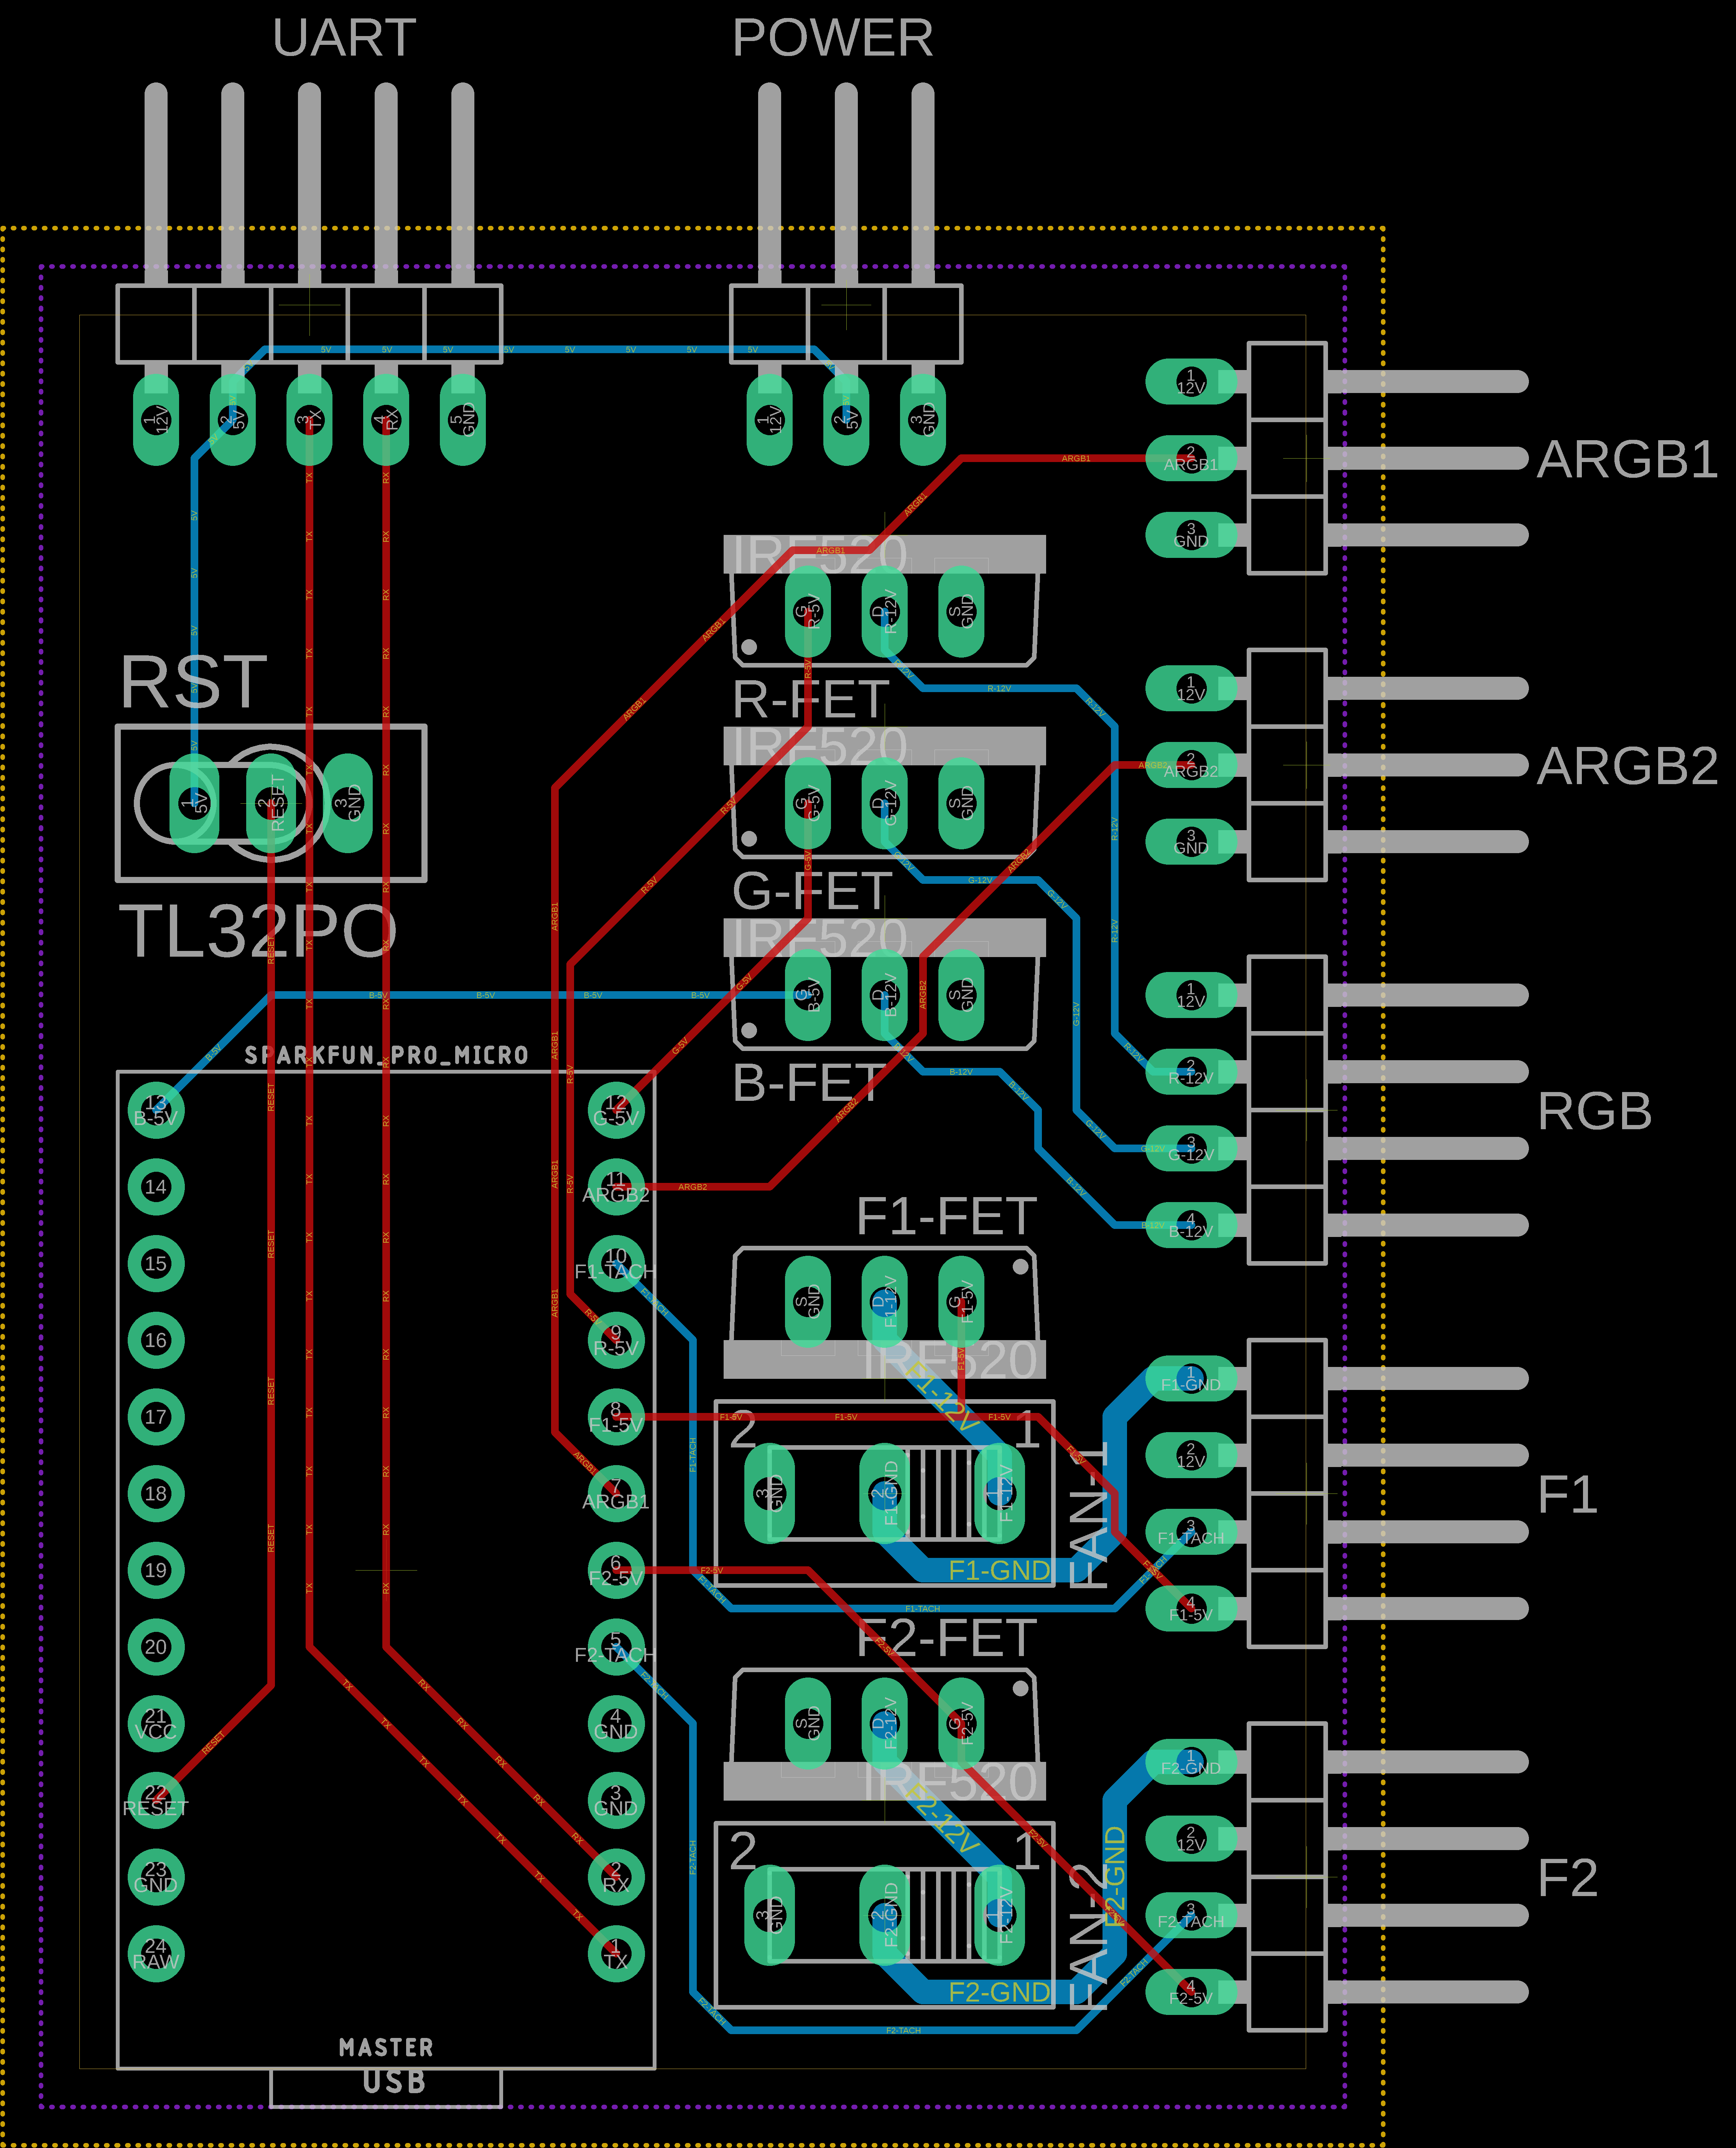 UART
POWER
1 12V
2 5V
3 TX
4 RX
5 GND
1 12V
2 5V
3 GND
1
12V
2
ARGB1
3
GND
ARGB1
IRF520
G R-5V
D R-12V
S GND
R-FET
RST
1 5V
2 RESET
3 GND
TL32PO
IRF520
G G-5V
D G-12V
S GND
G-FET
1
12V
2
ARGB2
3
GND
ARGB2
IRF520
G B-5V
D B-12V
S GND
B-FET
1
12V
2
R-12V
3
G-12V
4
B-12V
RGB
SPARKFUN_PRO_MICRO
13
B-5V
14
15
16
17
18
19
20
21
VCC
22
RESET
23
GND
24
RAW
12
G-5V
11
ARGB2
10
F1-TACH
9
R-5V
8
F1-5V
7
ARGB1
6
F2-5V
5
F2-TACH
4
GND
3
GND
2
RX
1
TX
MASTER
USB
F1-FET
S GND
D F1-12V
G F1-5V
IRF520
F1-12V
2
1
3 GND
2 F1-GND
1 F1-12V
F1-GND
FAN-1
1
F1-GND
2
12V
3
F1-TACH
4
F1-5V
F1
F2-FET
S GND
D F2-12V
G F2-5V
IRF520
F2-12V
2
1
3 GND
2 F2-GND
1 F2-12V
F2-GND
FAN-2
F2-GND
1
F2-GND
2
12V
3
F2-TACH
4
F2-5V
F2